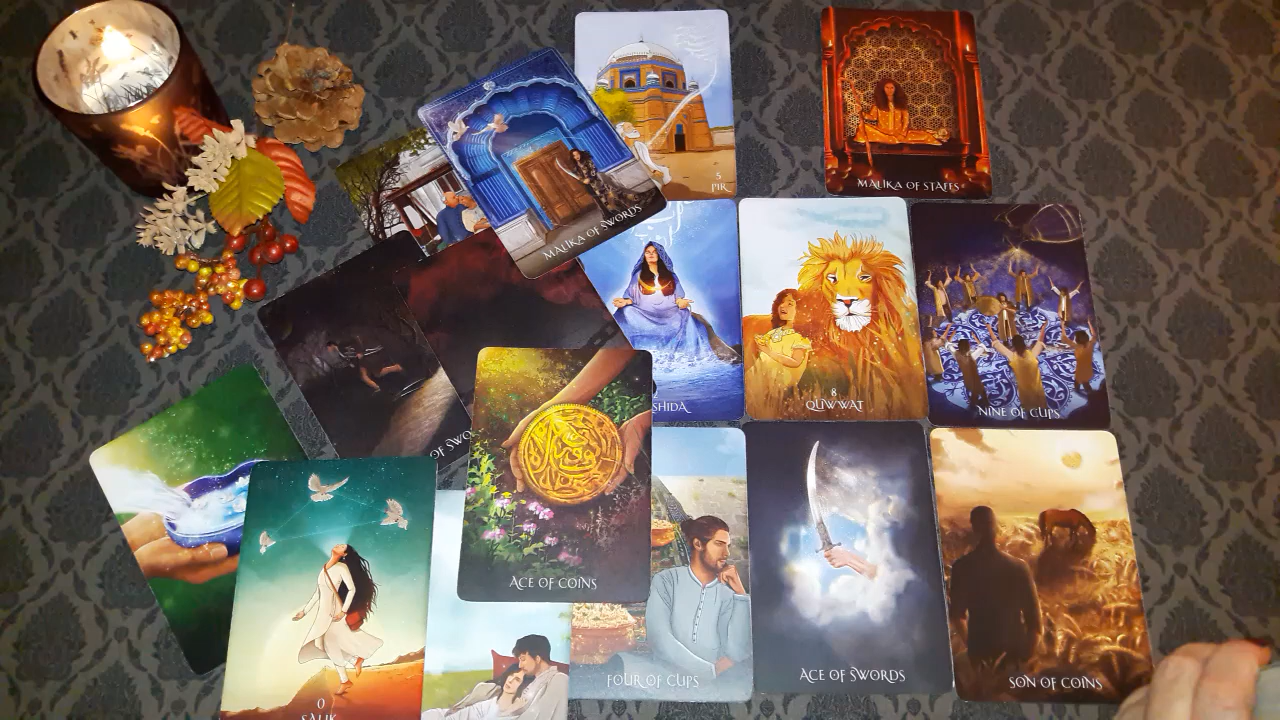 5
PIR
MALIKA OF STAFFS
MALIKA OF SWORDS
SHIDA
8
QUWWAT
NINE OF CUPS
OF SWO
ACE OF COINS
FOUR OF CUPS
ACE OF SWORDS
SON OF COINS
0
SALIK